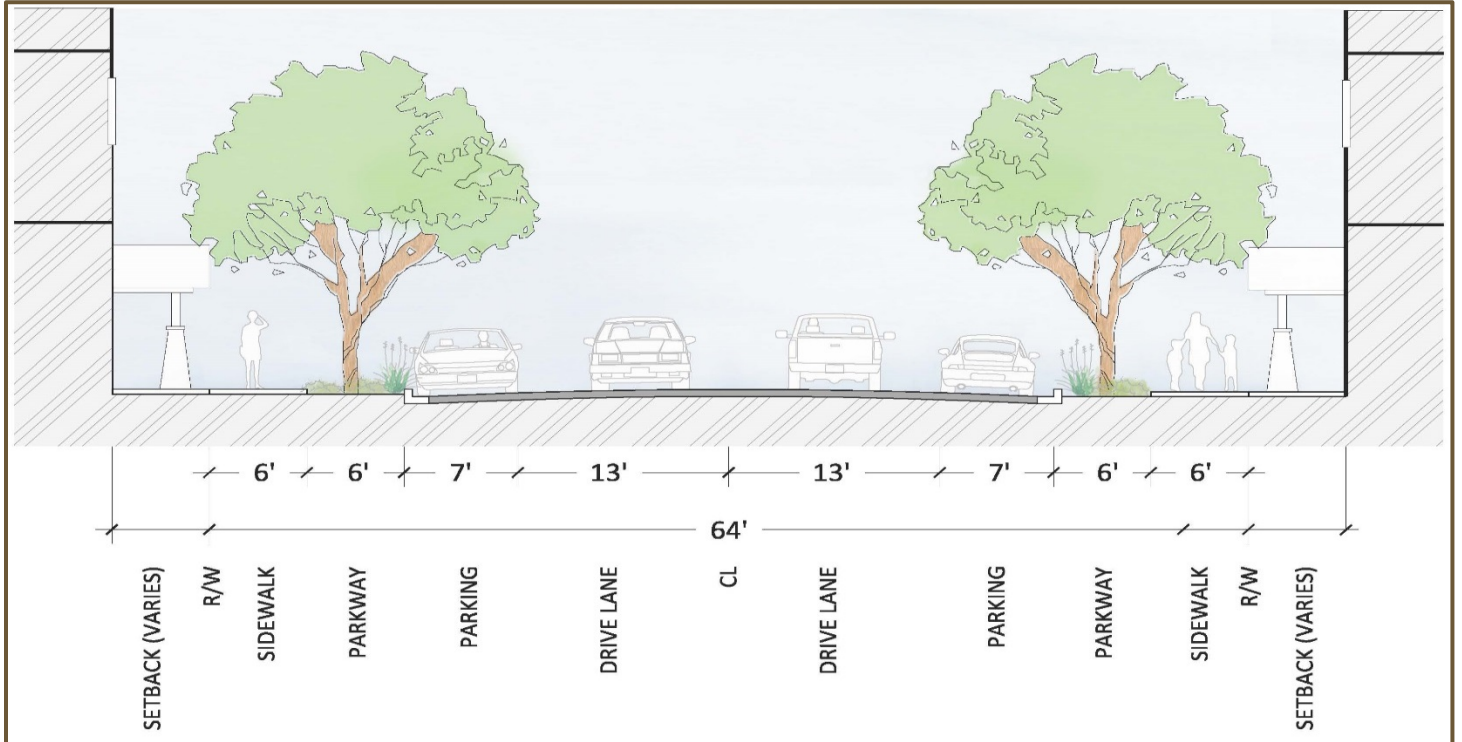 6' 6' 7' 13' 13' 7' 6' 6'
64'
SETBACK (VARIES)
R/W
SIDEWALK
PARKWAY
PARKING
DRIVE LANE
CL
DRIVE LANE
PARKING
PARKWAY
SIDEWALK
R/W
SETBACK (VARIES)